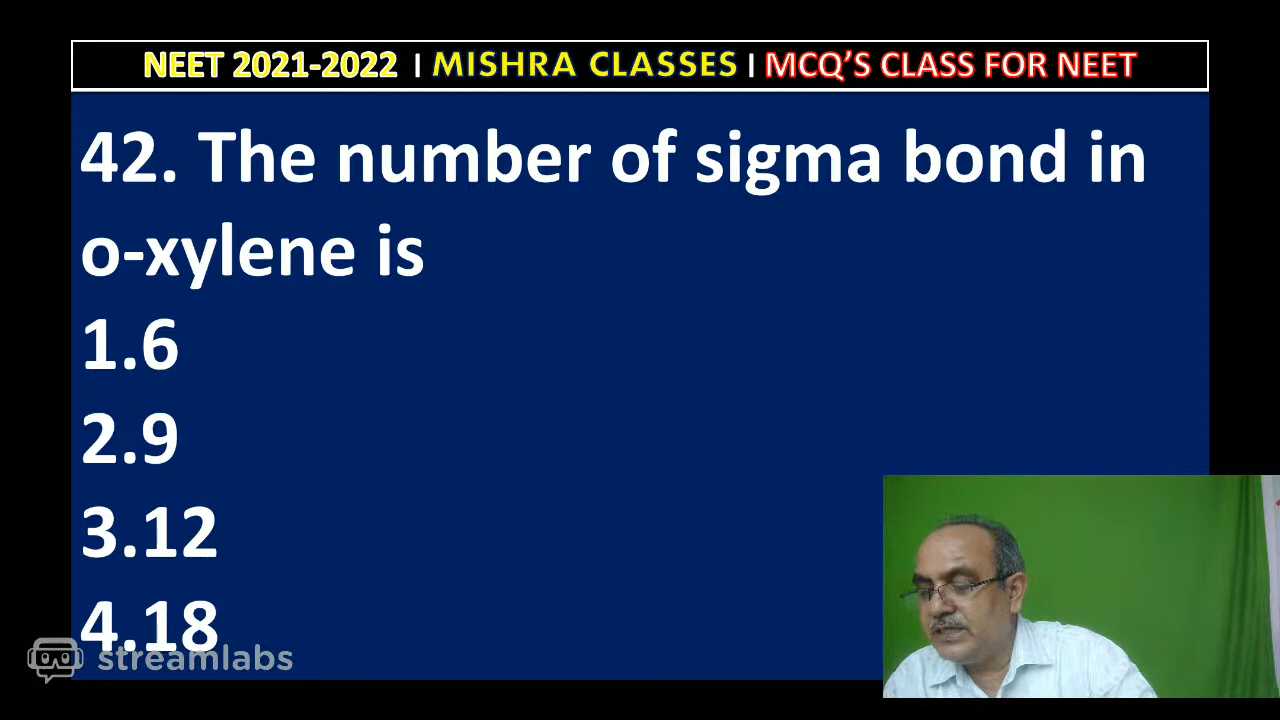 NEET 2021-2022 | MISHRA CLASSES | MCQ’S CLASS FOR NEET
42. The number of sigma bond in
o-xylene is
1.6
2.9
3.12
4.18
streamlabs